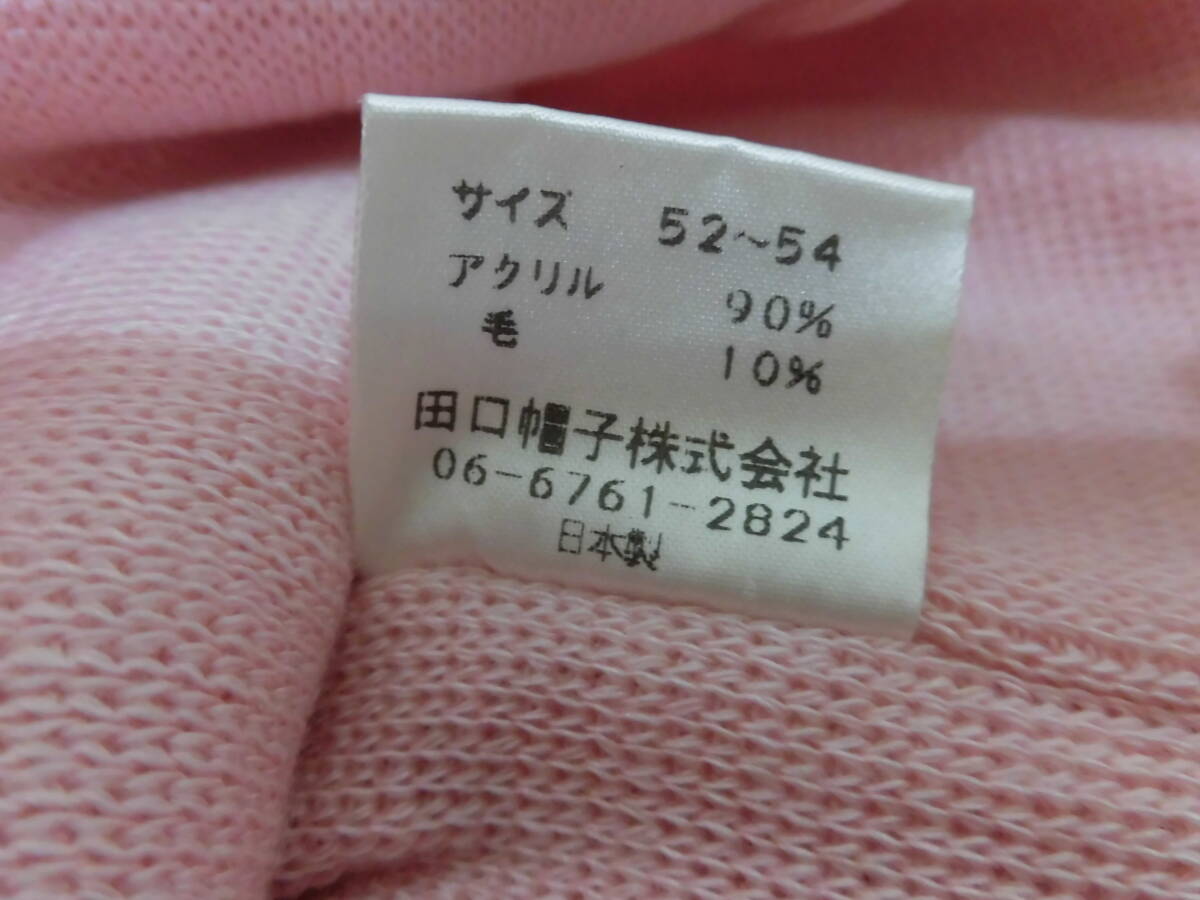 サイズ 52~54
アクリル 90%
毛 10%
田口帽子株式会社
06-6761-2824
日本製